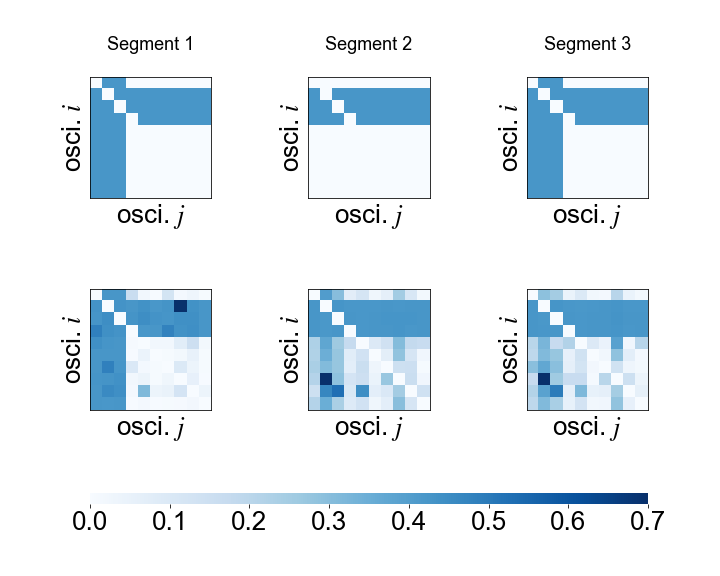 Segment 1 Segment 2 Segment 3
osci. i osci. i osci. i
osci. j osci. j osci. j
osci. i osci. i osci. i
osci. j osci. j osci. j
0.0 0.1 0.2 0.3 0.4 0.5 0.6 0.7